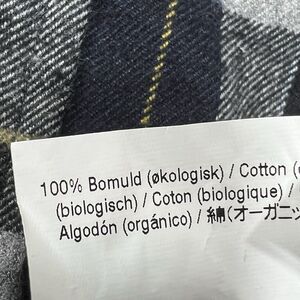 100% Bomuld (økologisk) / Cotton (
(biologisch) / Coton (biologique) /
Algodón (orgánico) / 綿(オーガニッ